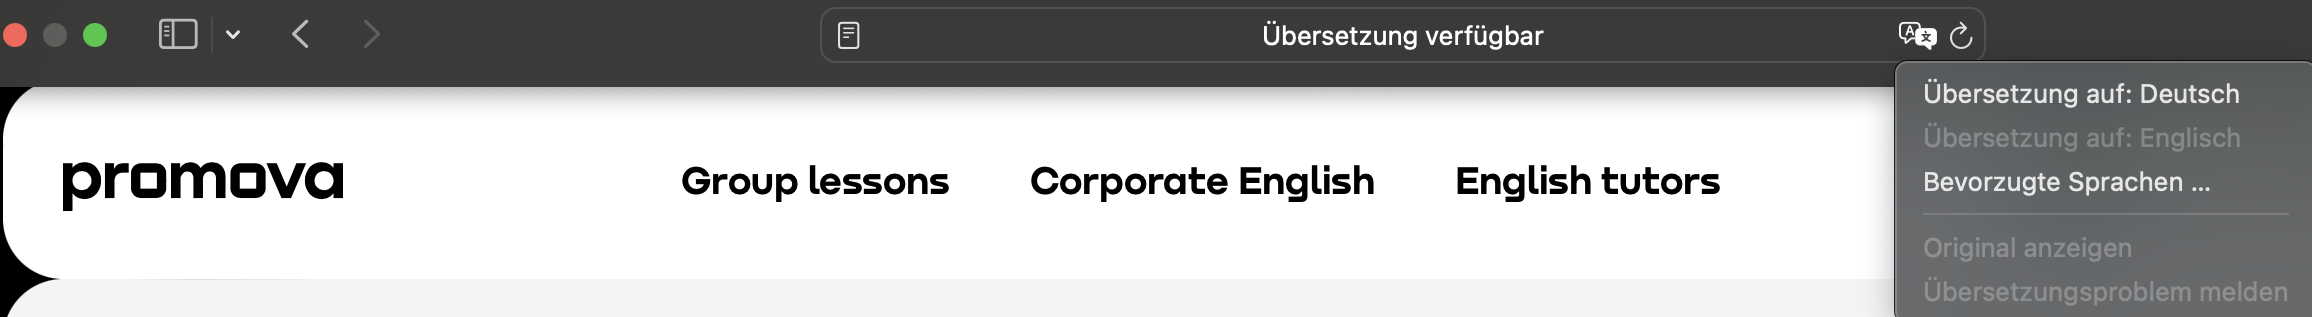 Übersetzung verfügbar
Übersetzung auf: Deutsch
Übersetzung auf: Englisch
Bevorzugte Sprachen ...
Original anzeigen
Übersetzungsproblem melden
promova
Group lessons
Corporate English
English tutors